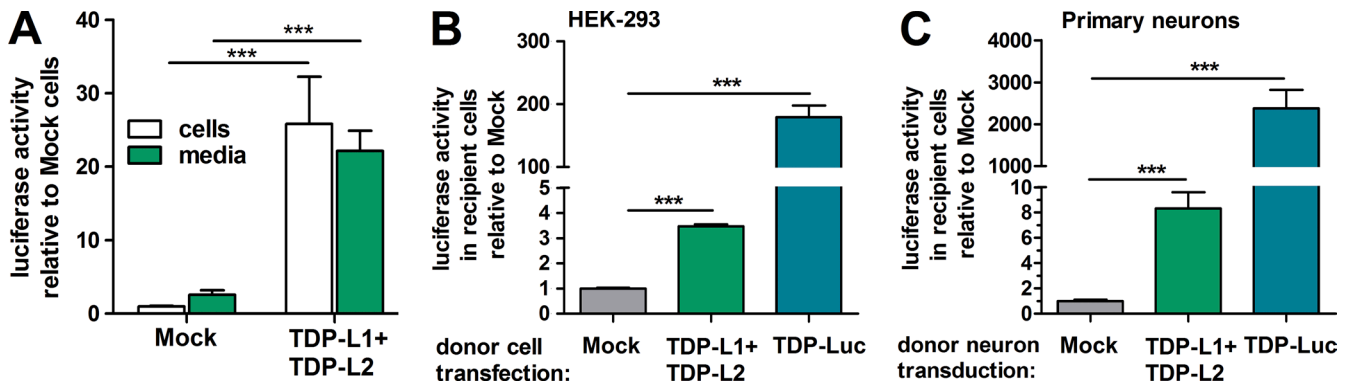 A
luciferase activity
relative to Mock cells
40
30
20
10
0
***
***
cells
media
Mock
TDP-L1+
TDP-L2
B
HEK-293
luciferase activity
in recipient cells
relative to Mock
300
200
100
5
4
3
2
1
0
***
***
donor cell
transfection:
Mock
TDP-L1+
TDP-L2
TDP-Luc
C
Primary neurons
luciferase activity
in recipient cells
relative to Mock
4000
3000
2000
1000
10
8
6
4
2
0
***
***
donor neuron
transduction:
Mock
TDP-L1+
TDP-L2
TDP-Luc